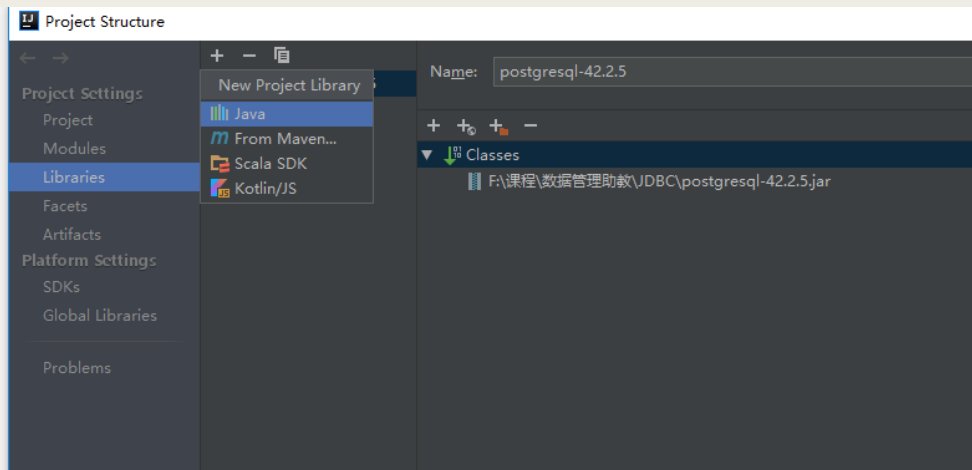 Project Structure
Project Settings
Project
Modules
Libraries
Facets
Artifacts
Platform Settings
SDKs
Global Libraries
Problems
New Project Library
Java
From Maven...
Scala SDK
Kotlin/JS
Name: postgresql-42.2.5
Classes
F:\课程\数据管理助教\JDBC\postgresql-42.2.5.jar